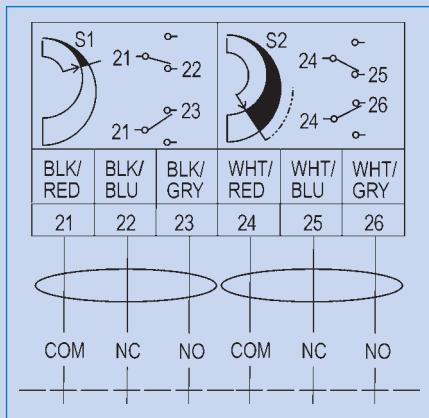 S1
21
22
21
23
S2
24
25
24
26
BLK/ BLK/ BLK/ WHT/ WHT/ WHT/
RED BLU GRY RED BLU GRY
21 22 23 24 25 26
COM NC NO COM NC NO